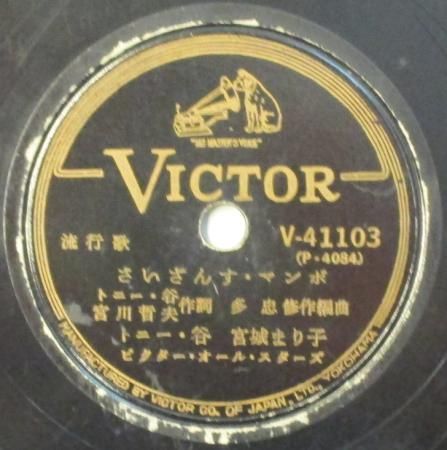 "HIS MASTER'S VOICE"
VICTOR
流行歌
V-41103
(P・4084)
さいざんす・マンボ
トニー・谷
宮川哲夫 作詞 多忠修 作編曲
トニー・谷 宮城まり子
ビクター・オール・スターズ
MANUFACTURED BY VICTOR CO. OF JAPAN, LTD., YOKOHAMA